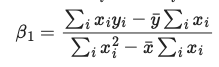 β₁ = (∑ᵢ xᵢyᵢ − ȳ ∑ᵢ xᵢ) / (∑ᵢ xᵢ² − x̄ ∑ᵢ xᵢ)